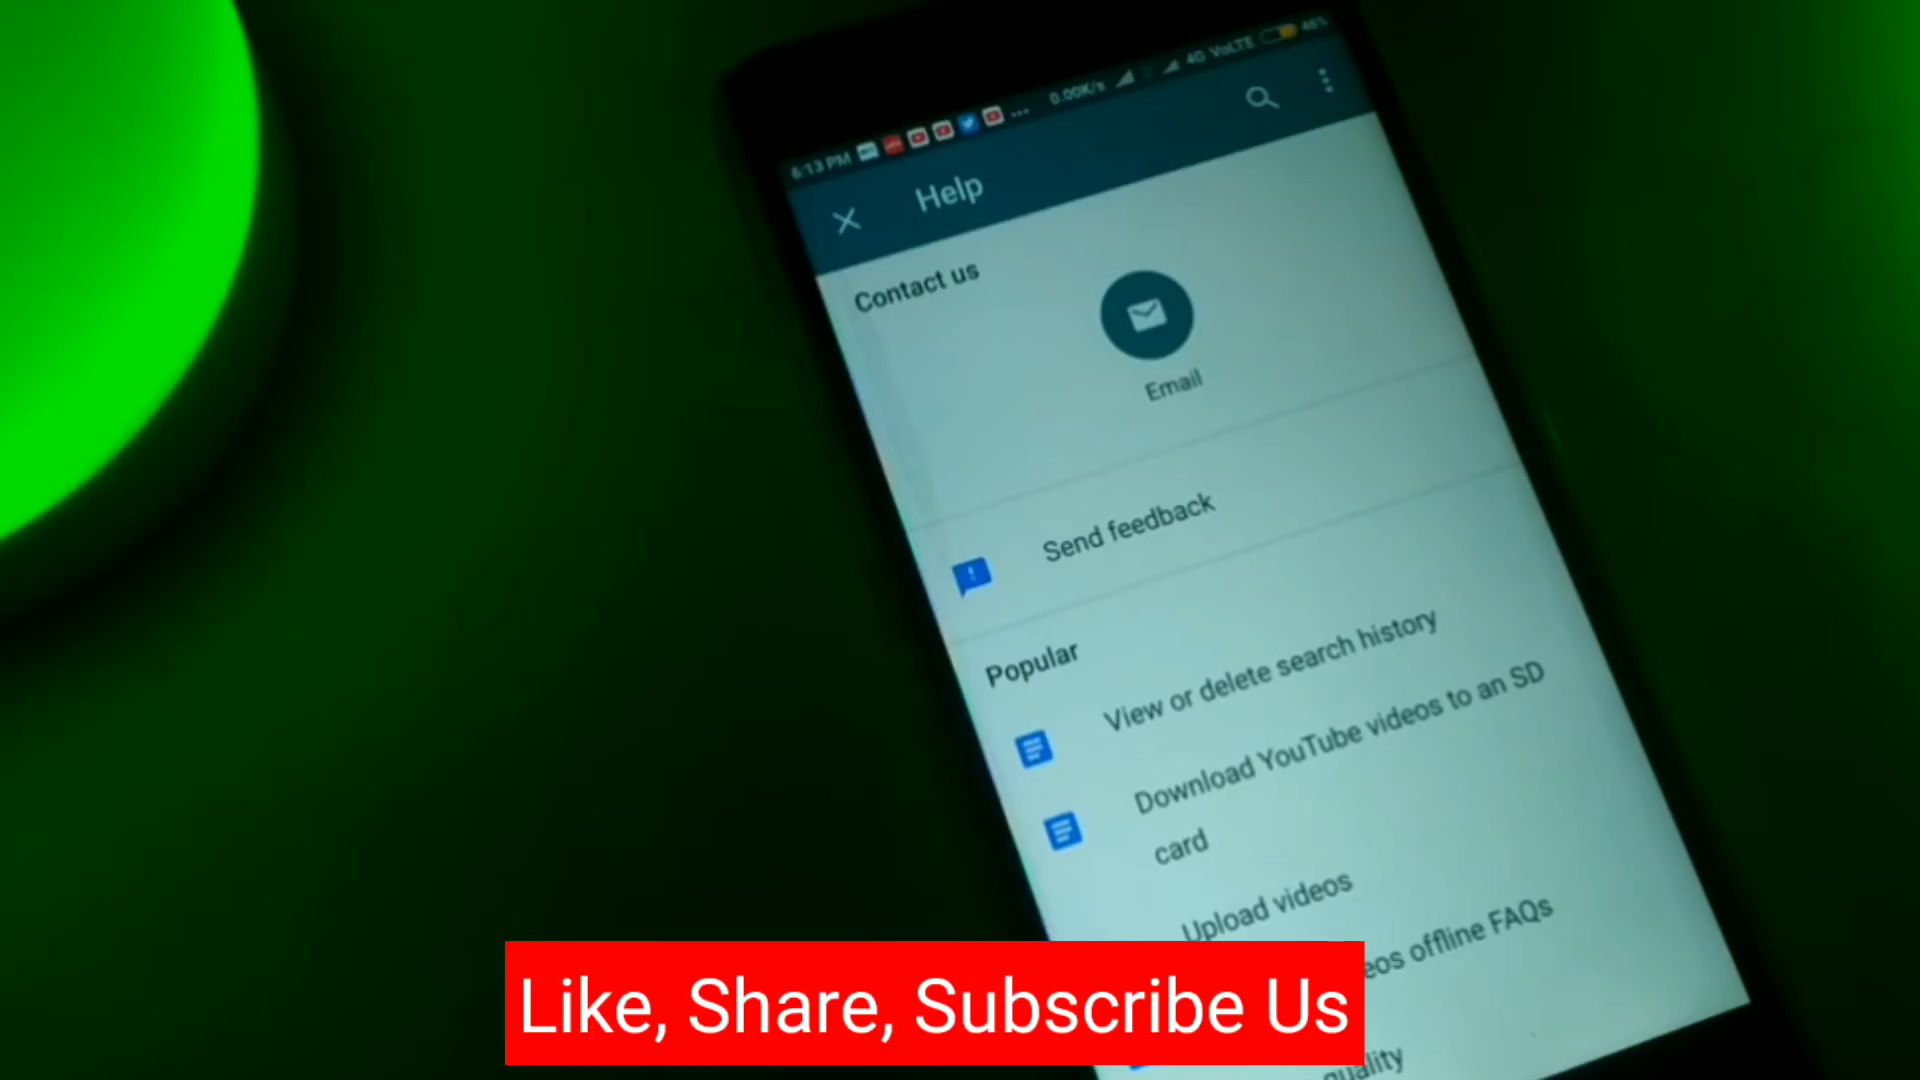 6:13 PM
0.00K/s
4G VoLTE
46%
Help
Contact us
Email
Send feedback
Popular
View or delete search history
Download YouTube videos to an SD
card
Upload videos
eos offline FAQs
quality
Like, Share, Subscribe Us